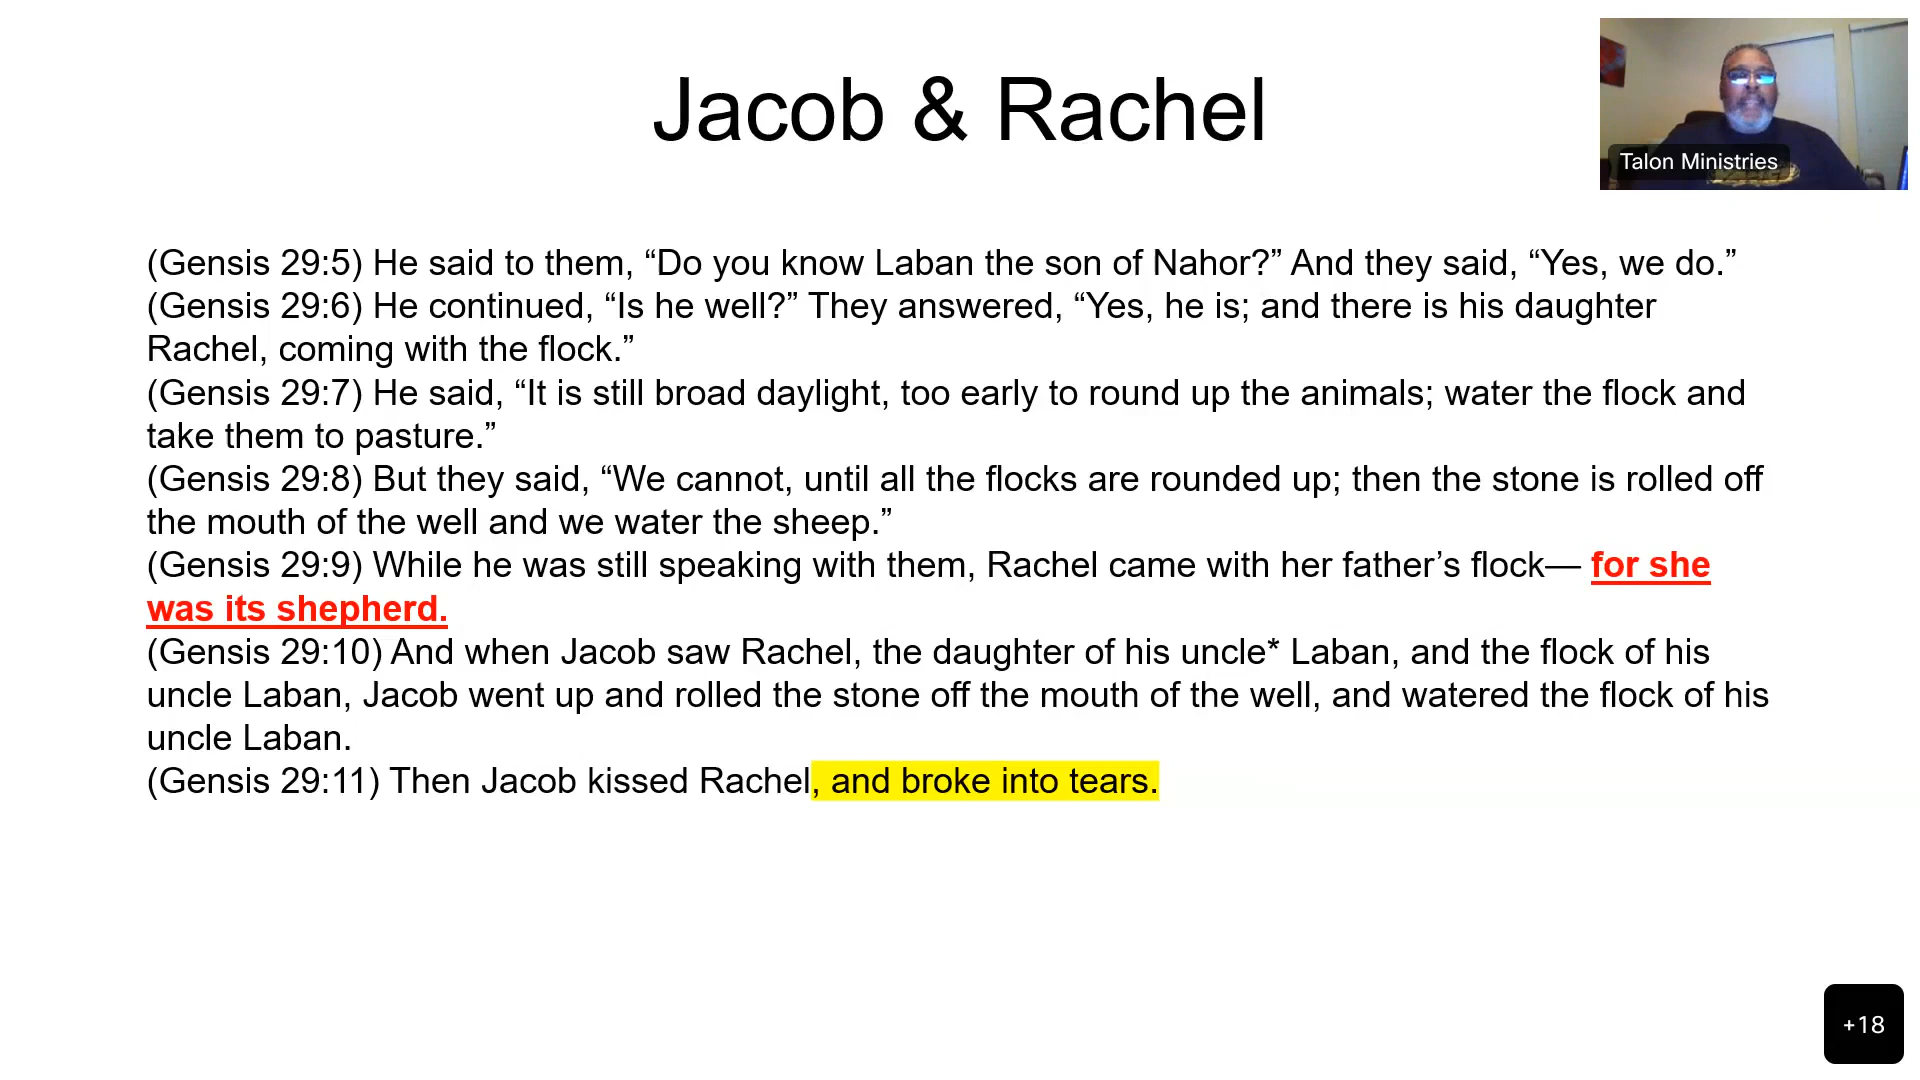 Jacob & Rachel
Talon Ministries
(Gensis 29:5) He said to them, “Do you know Laban the son of Nahor?” And they said, “Yes, we do.”
(Gensis 29:6) He continued, “Is he well?” They answered, “Yes, he is; and there is his daughter
Rachel, coming with the flock.”
(Gensis 29:7) He said, “It is still broad daylight, too early to round up the animals; water the flock and
take them to pasture.”
(Gensis 29:8) But they said, “We cannot, until all the flocks are rounded up; then the stone is rolled off
the mouth of the well and we water the sheep.”
(Gensis 29:9) While he was still speaking with them, Rachel came with her father’s flock— for she
was its shepherd.
(Gensis 29:10) And when Jacob saw Rachel, the daughter of his uncle* Laban, and the flock of his
uncle Laban, Jacob went up and rolled the stone off the mouth of the well, and watered the flock of his
uncle Laban.
(Gensis 29:11) Then Jacob kissed Rachel, and broke into tears.
+18